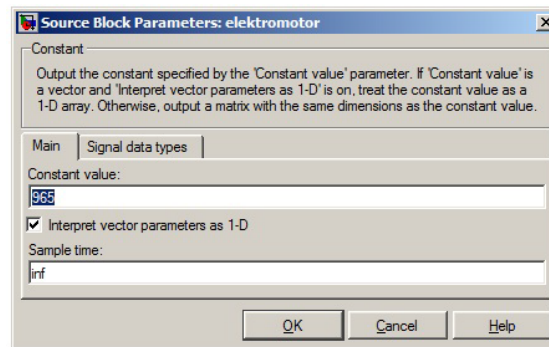 Source Block Parameters: elektromotor
Constant
Output the constant specified by the 'Constant value' parameter. If 'Constant value' is
a vector and 'Interpret vector parameters as 1-D' is on, treat the constant value as a
1-D array. Otherwise, output a matrix with the same dimensions as the constant value.
Main Signal data types
Constant value:
965
Interpret vector parameters as 1-D
Sample time:
inf
OK Cancel Help